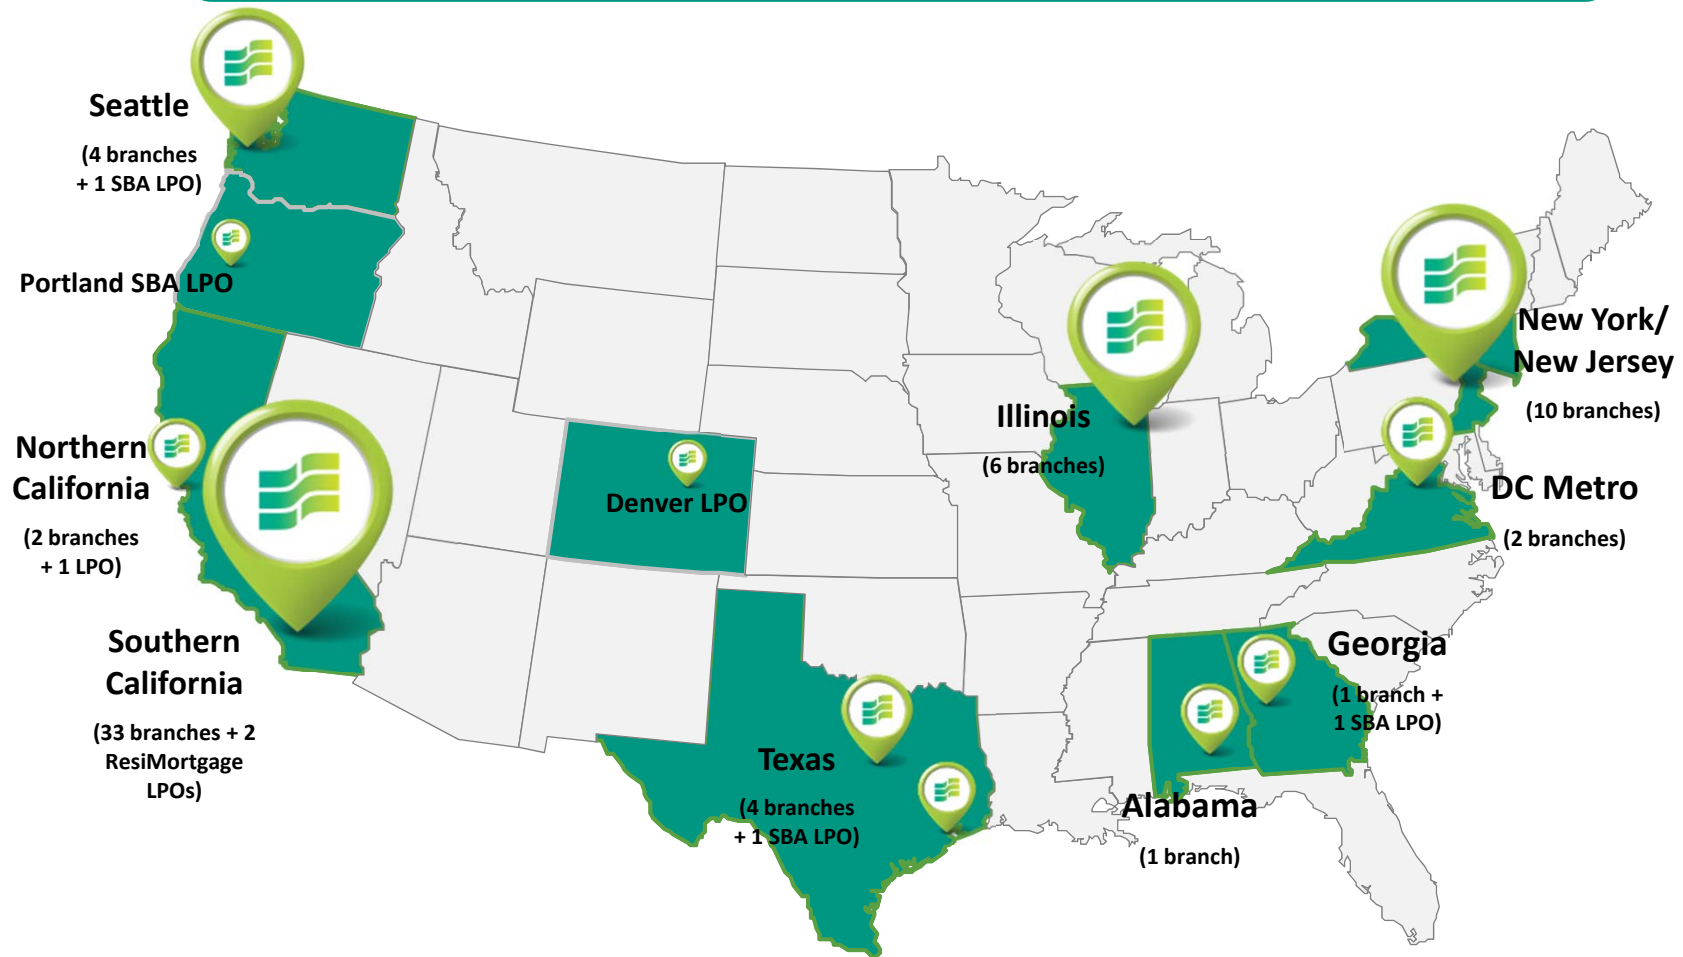 Seattle
(4 branches
+ 1 SBA LPO)
Portland SBA LPO
Northern
California
(2 branches
+ 1 LPO)
Southern
California
(33 branches + 2
ResiMortgage
LPOs)
Denver LPO
Texas
(4 branches
+ 1 SBA LPO)
Illinois
(6 branches)
New York/
New Jersey
(10 branches)
DC Metro
(2 branches)
Georgia
(1 branch +
1 SBA LPO)
Alabama
(1 branch)